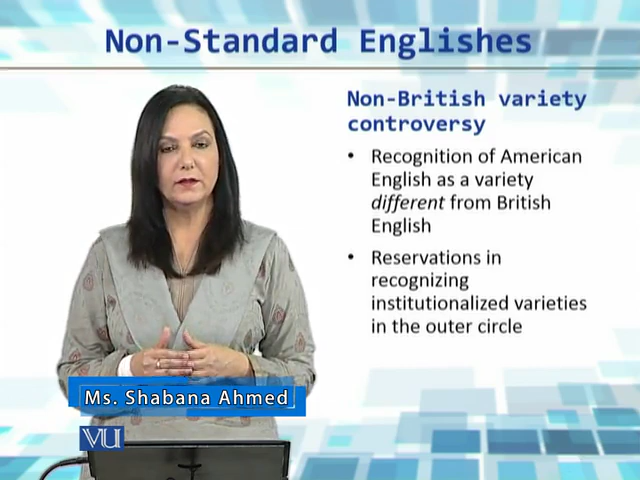 Non-Standard Englishes
Non-British variety
controversy
• Recognition of American
English as a variety
different from British
English
• Reservations in
recognizing
institutionalized varieties
in the outer circle
Ms. Shabana Ahmed
VU